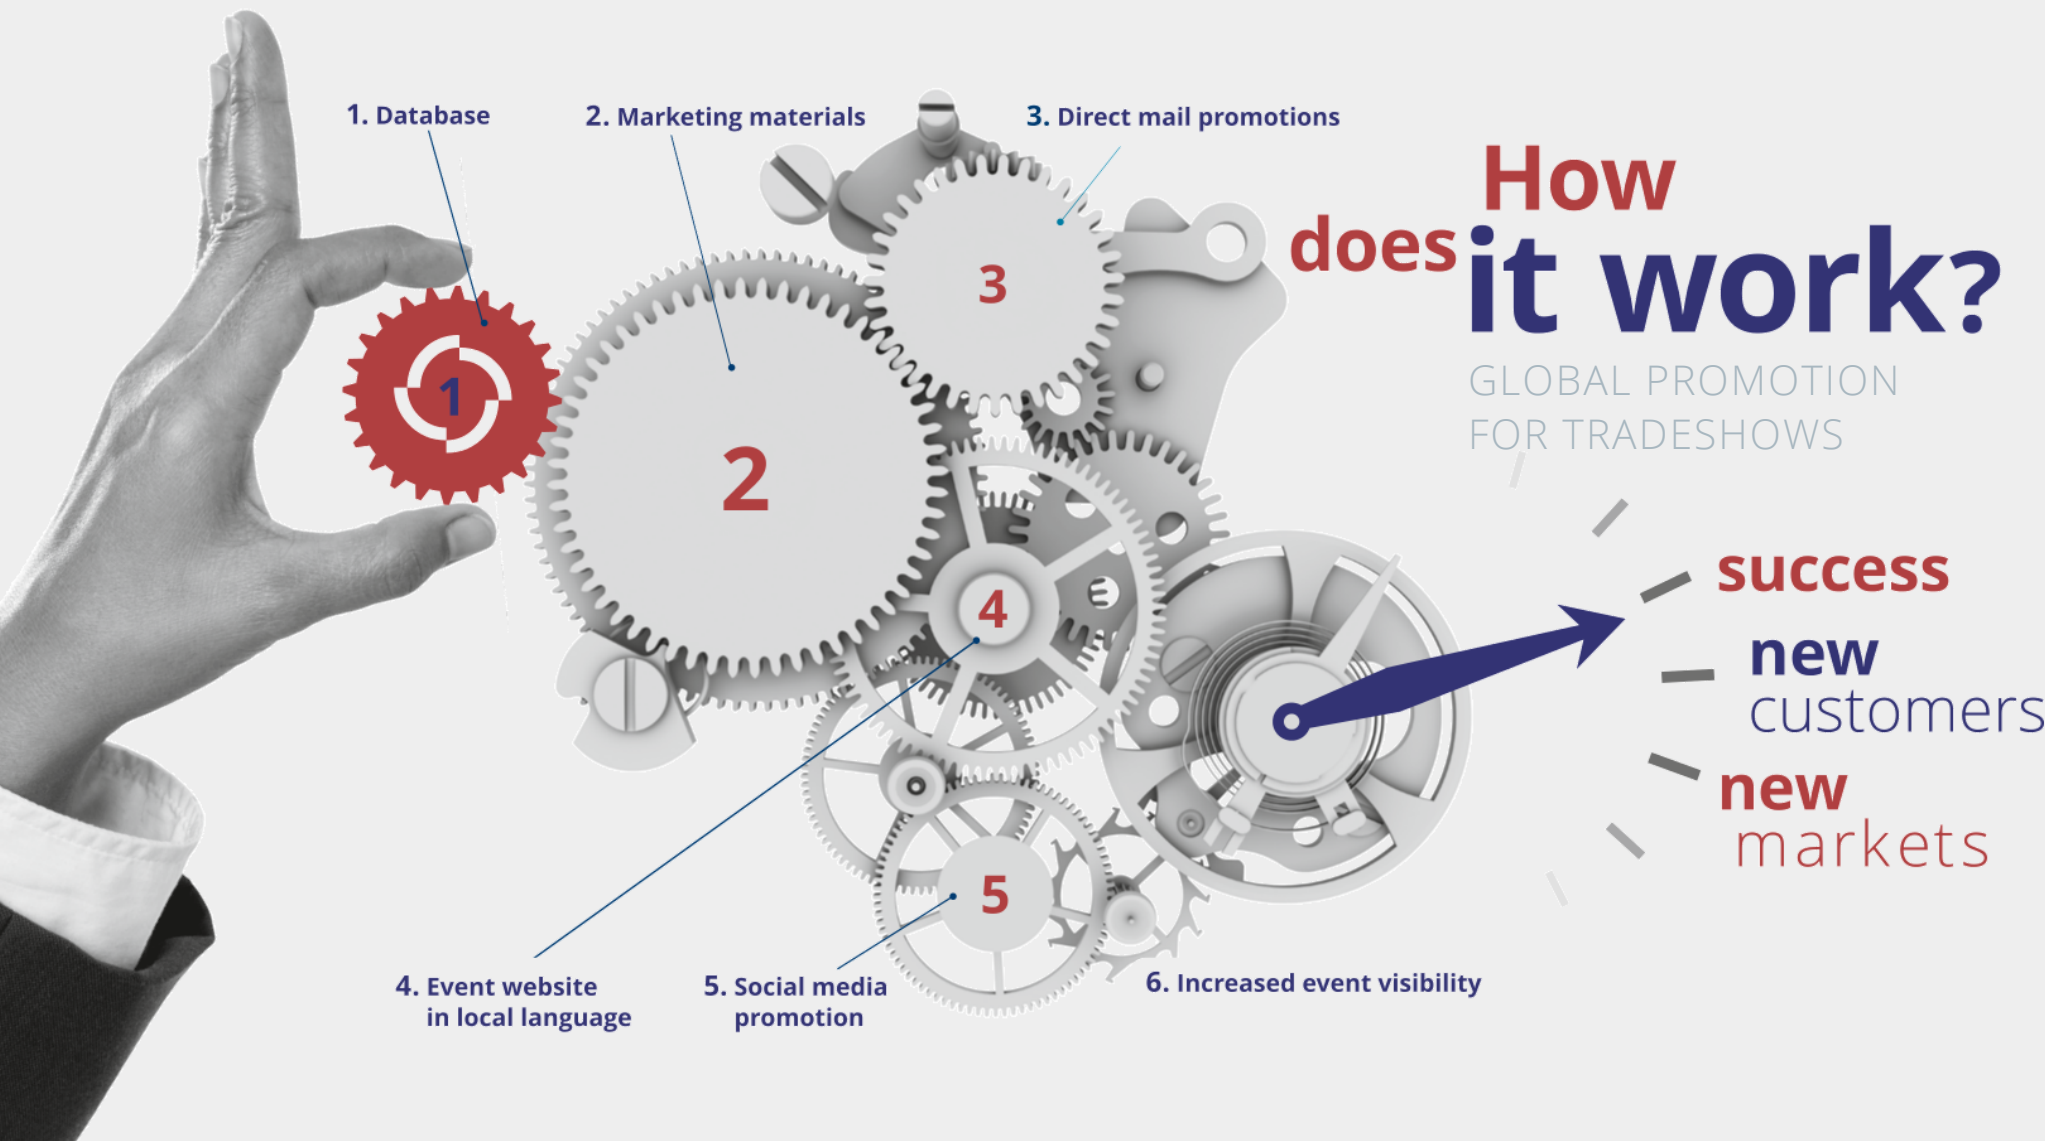 1. Database
2. Marketing materials
3. Direct mail promotions
How
does it work?
GLOBAL PROMOTION
FOR TRADESHOWS
1
2
3
4
5
success
new
customers
new
markets
4. Event website
in local language
5. Social media
promotion
6. Increased event visibility